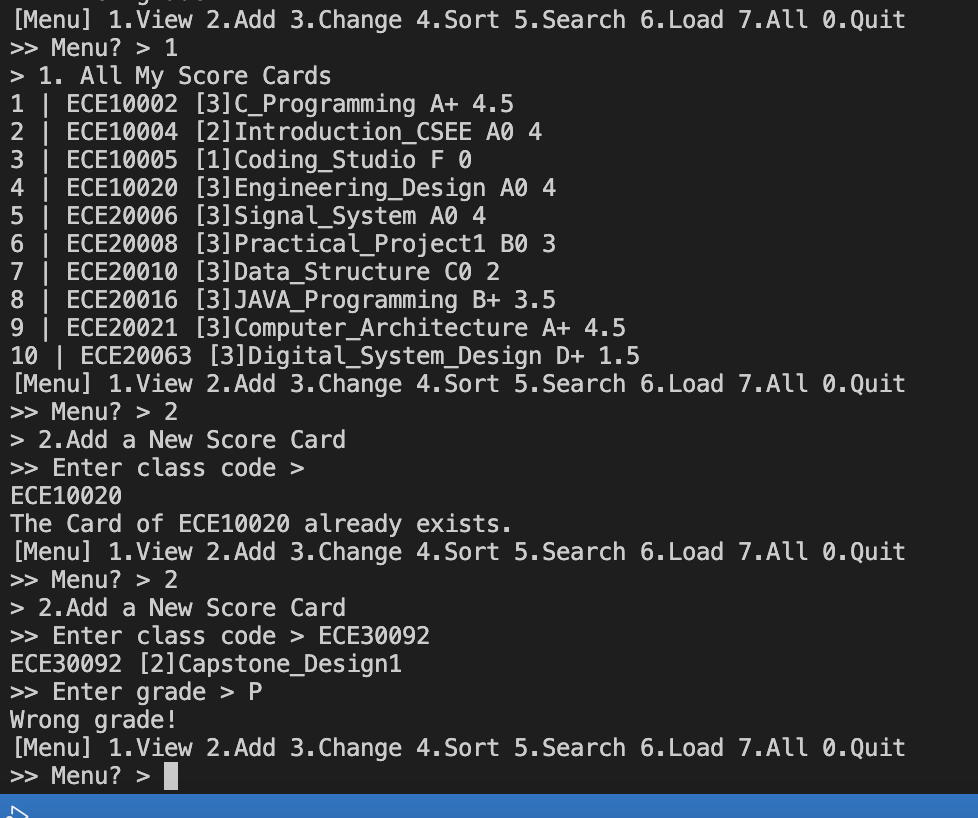 [Menu] 1.View 2.Add 3.Change 4.Sort 5.Search 6.Load 7.All 0.Quit
>> Menu? > 1
> 1. All My Score Cards
1 | ECE10002 [3]C_Programming A+ 4.5
2 | ECE10004 [2]Introduction_CSEE A0 4
3 | ECE10005 [1]Coding_Studio F 0
4 | ECE10020 [3]Engineering_Design A0 4
5 | ECE20006 [3]Signal_System A0 4
6 | ECE20008 [3]Practical_Project1 B0 3
7 | ECE20010 [3]Data_Structure C0 2
8 | ECE20016 [3]JAVA_Programming B+ 3.5
9 | ECE20021 [3]Computer_Architecture A+ 4.5
10 | ECE20063 [3]Digital_System_Design D+ 1.5
[Menu] 1.View 2.Add 3.Change 4.Sort 5.Search 6.Load 7.All 0.Quit
>> Menu? > 2
> 2.Add a New Score Card
>> Enter class code >
ECE10020
The Card of ECE10020 already exists.
[Menu] 1.View 2.Add 3.Change 4.Sort 5.Search 6.Load 7.All 0.Quit
>> Menu? > 2
> 2.Add a New Score Card
>> Enter class code > ECE30092
ECE30092 [2]Capstone_Design1
>> Enter grade > P
Wrong grade!
[Menu] 1.View 2.Add 3.Change 4.Sort 5.Search 6.Load 7.All 0.Quit
>> Menu? >